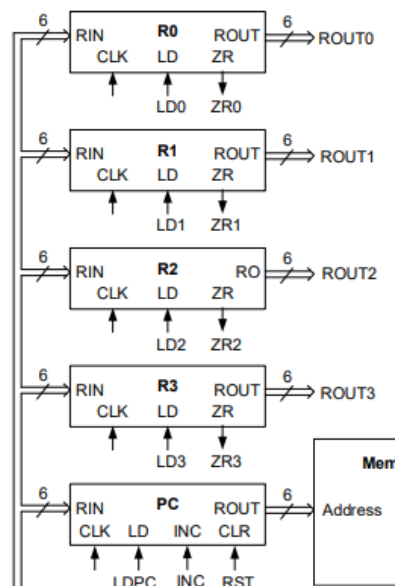 6 RIN R0 ROUT 6 ROUT0
CLK LD ZR
LD0 ZR0
6 RIN R1 ROUT 6 ROUT1
CLK LD ZR
LD1 ZR1
6 RIN R2 RO 6 ROUT2
CLK LD ZR
LD2 ZR2
6 RIN R3 ROUT 6 ROUT3
CLK LD ZR
LD3 ZR3
Mem
6 RIN PC ROUT 6 Address
CLK LD INC CLR
LDPC INC RST